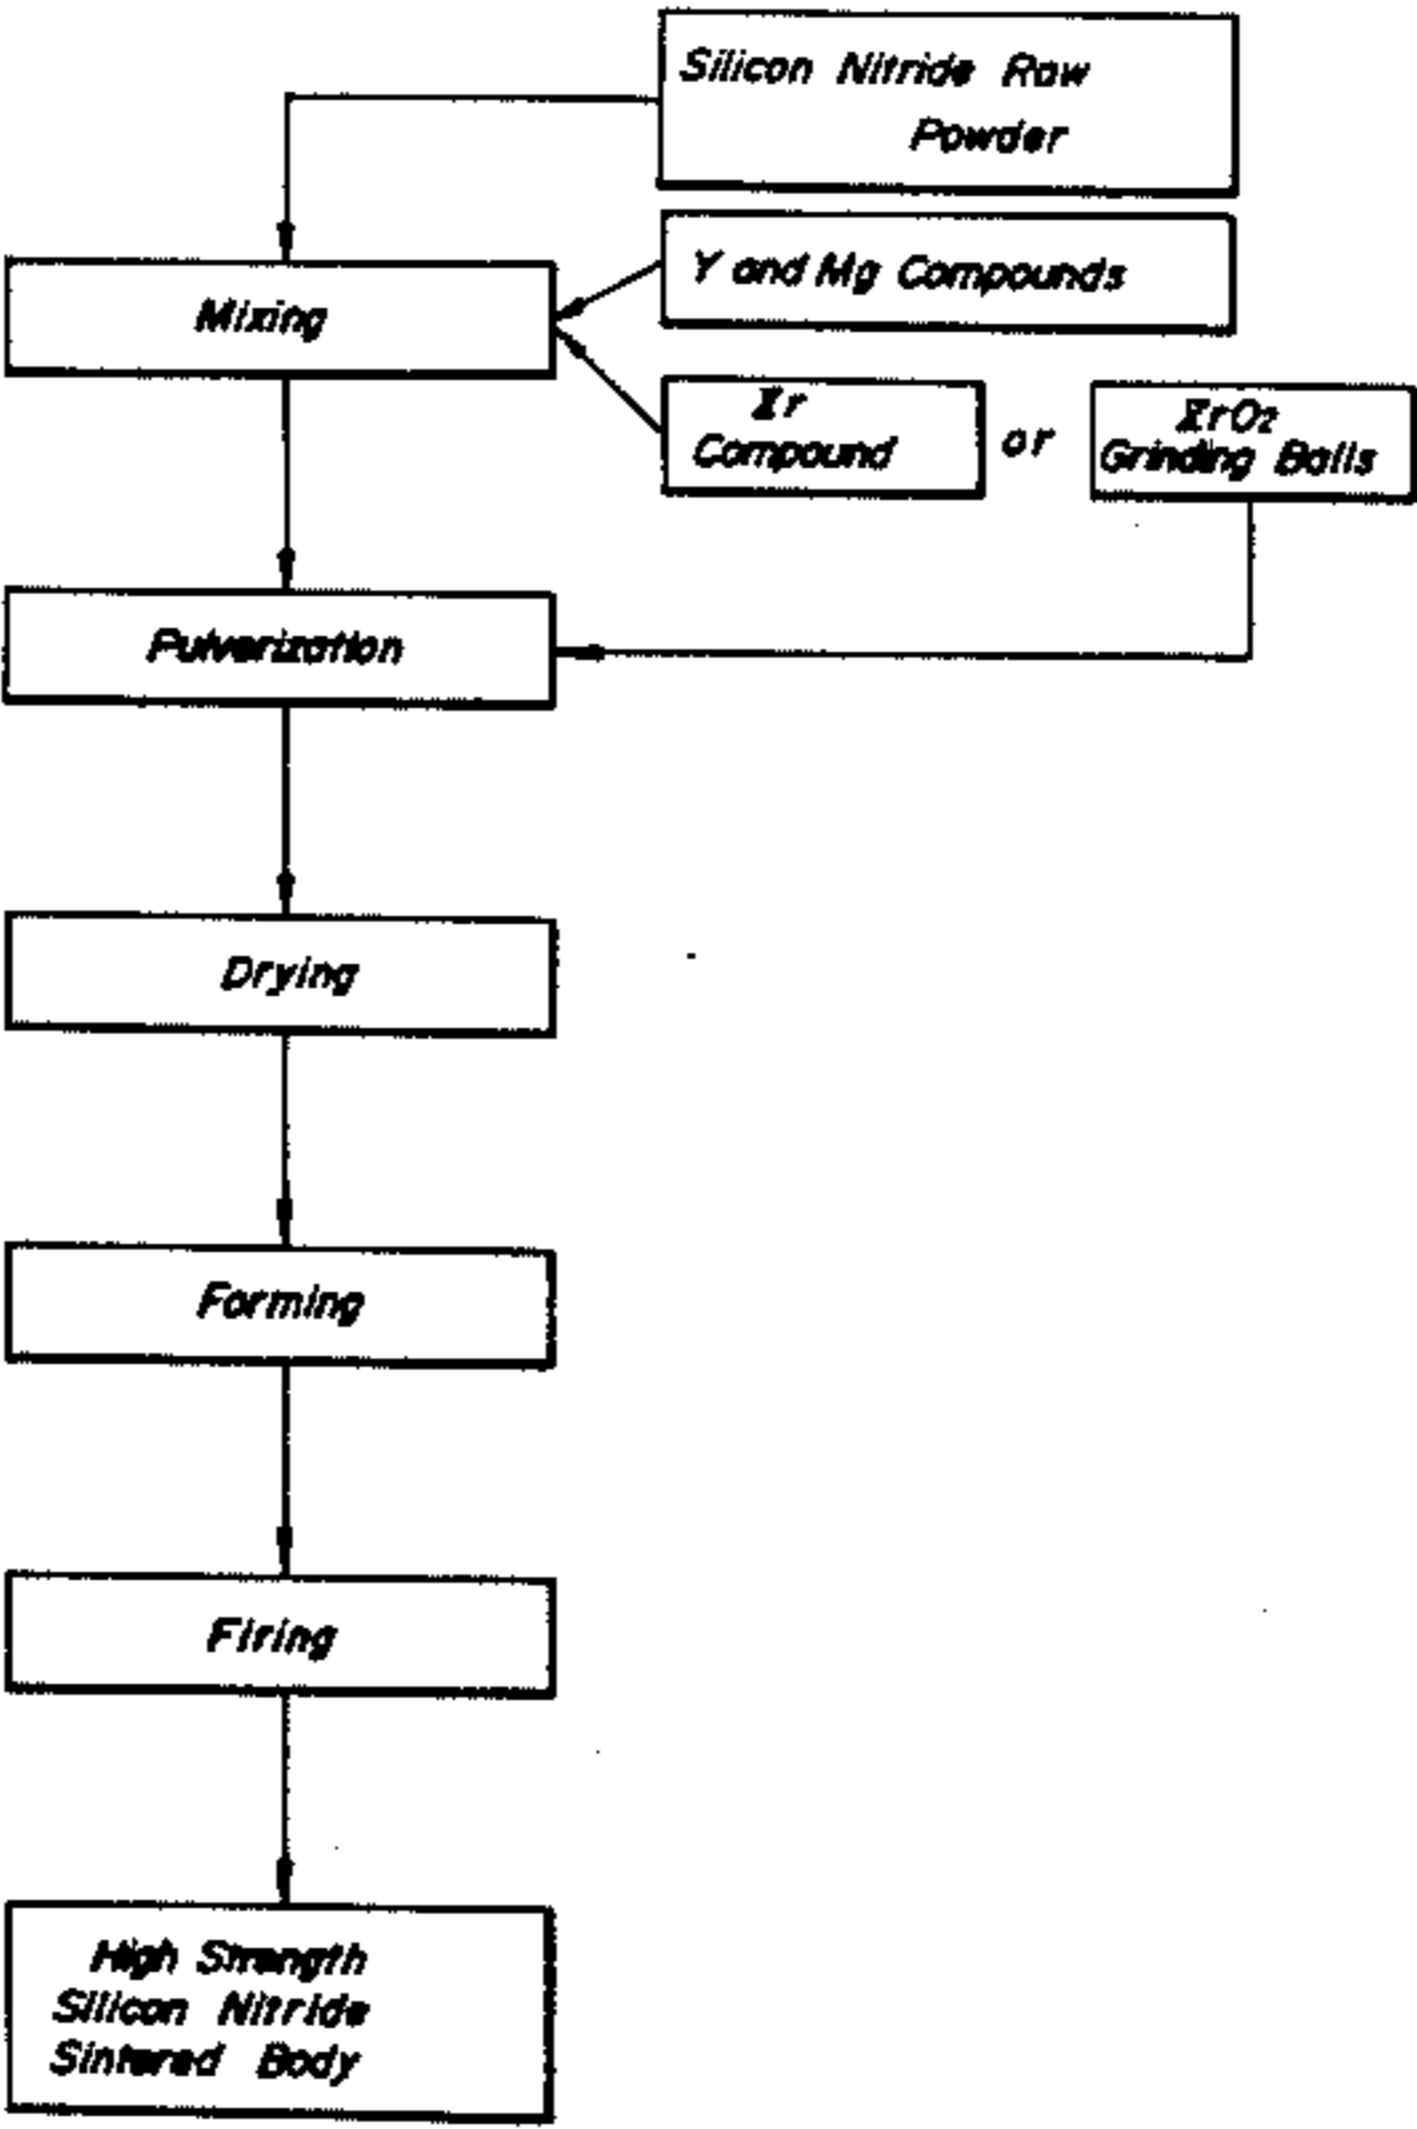 Silicon Nitride Raw
Powder
Y and Mg Compounds
Mixing
Zr
Compound
or
ZrO2
Grinding Balls
Pulverization
Drying
Forming
Firing
High Strength
Silicon Nitride
Sintered Body